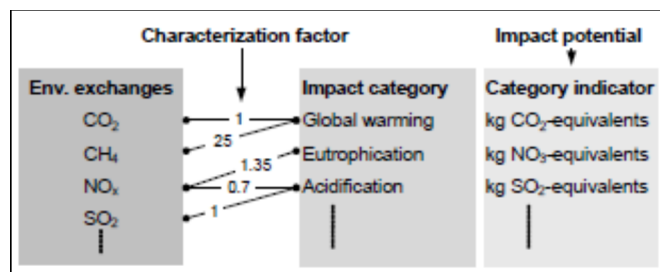 Characterization factor
Impact potential
Env. exchanges
Impact category
Category indicator
CO₂
1
Global warming
kg CO₂-equivalents
CH₄
25
Eutrophication
kg NO₃-equivalents
1.35
NOₓ
0.7
Acidification
kg SO₂-equivalents
SO₂
1